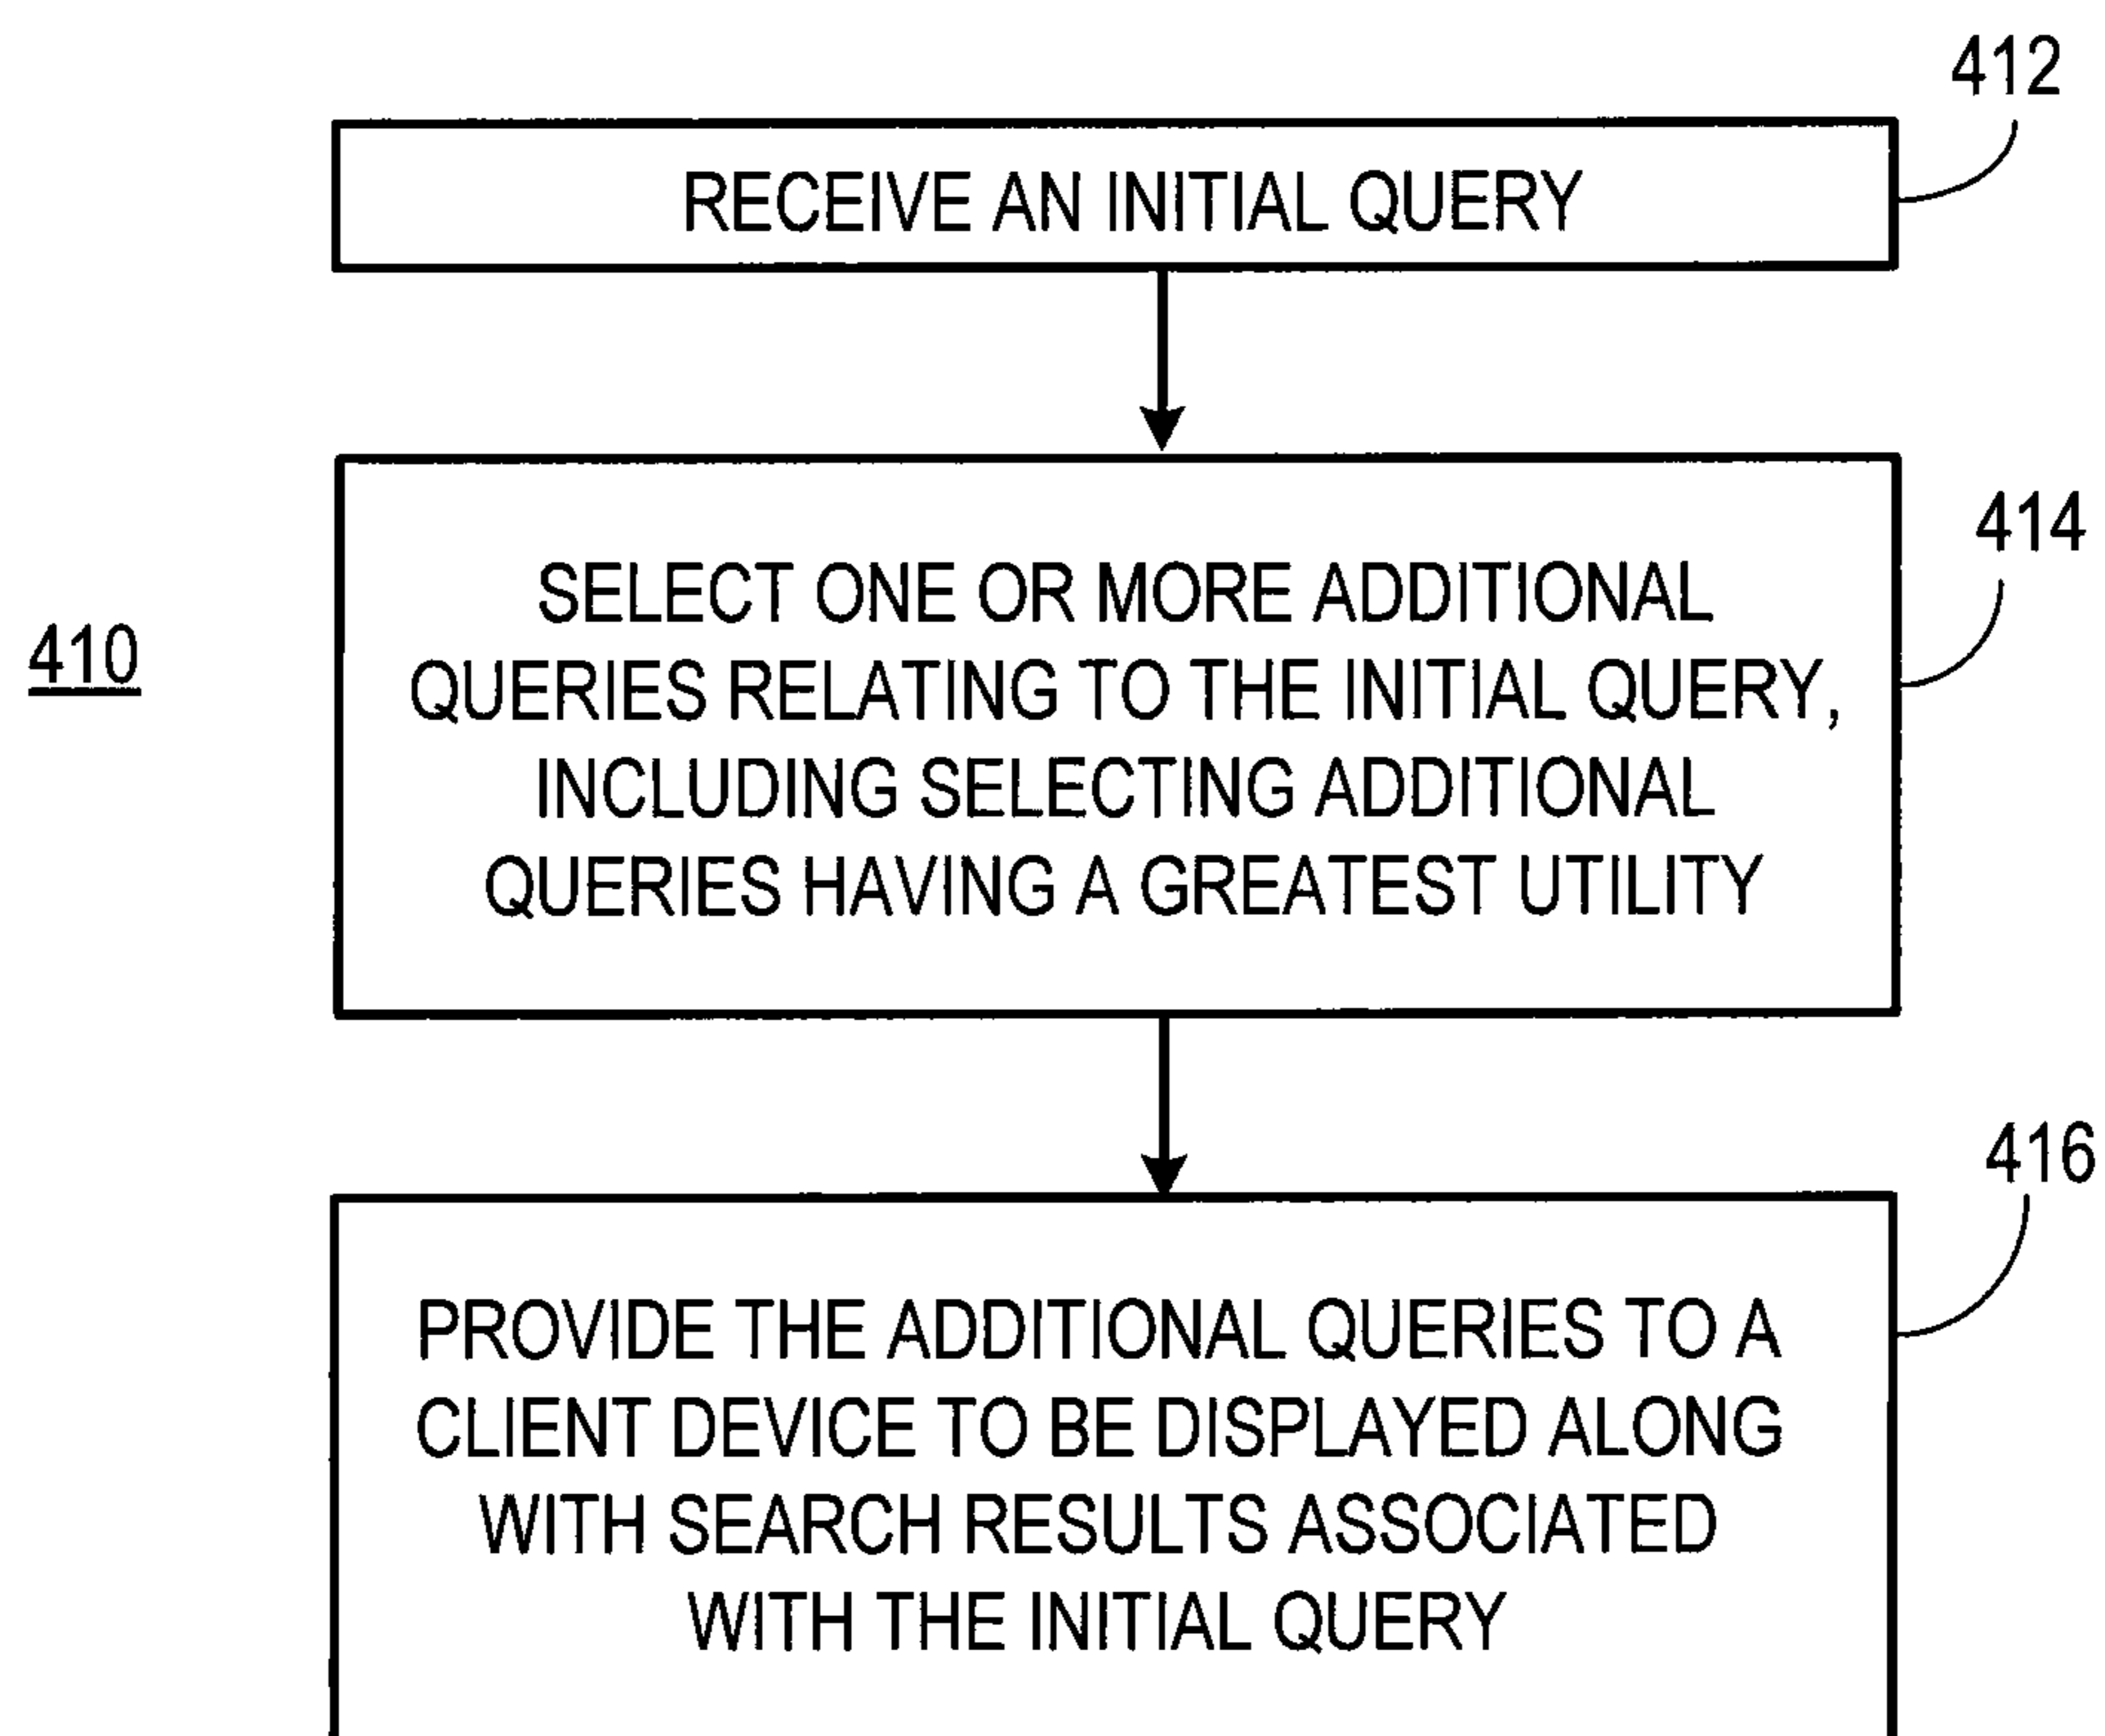 412
RECEIVE AN INITIAL QUERY
414
SELECT ONE OR MORE ADDITIONAL
QUERIES RELATING TO THE INITIAL QUERY,
INCLUDING SELECTING ADDITIONAL
QUERIES HAVING A GREATEST UTILITY
410
416
PROVIDE THE ADDITIONAL QUERIES TO A
CLIENT DEVICE TO BE DISPLAYED ALONG
WITH SEARCH RESULTS ASSOCIATED
WITH THE INITIAL QUERY